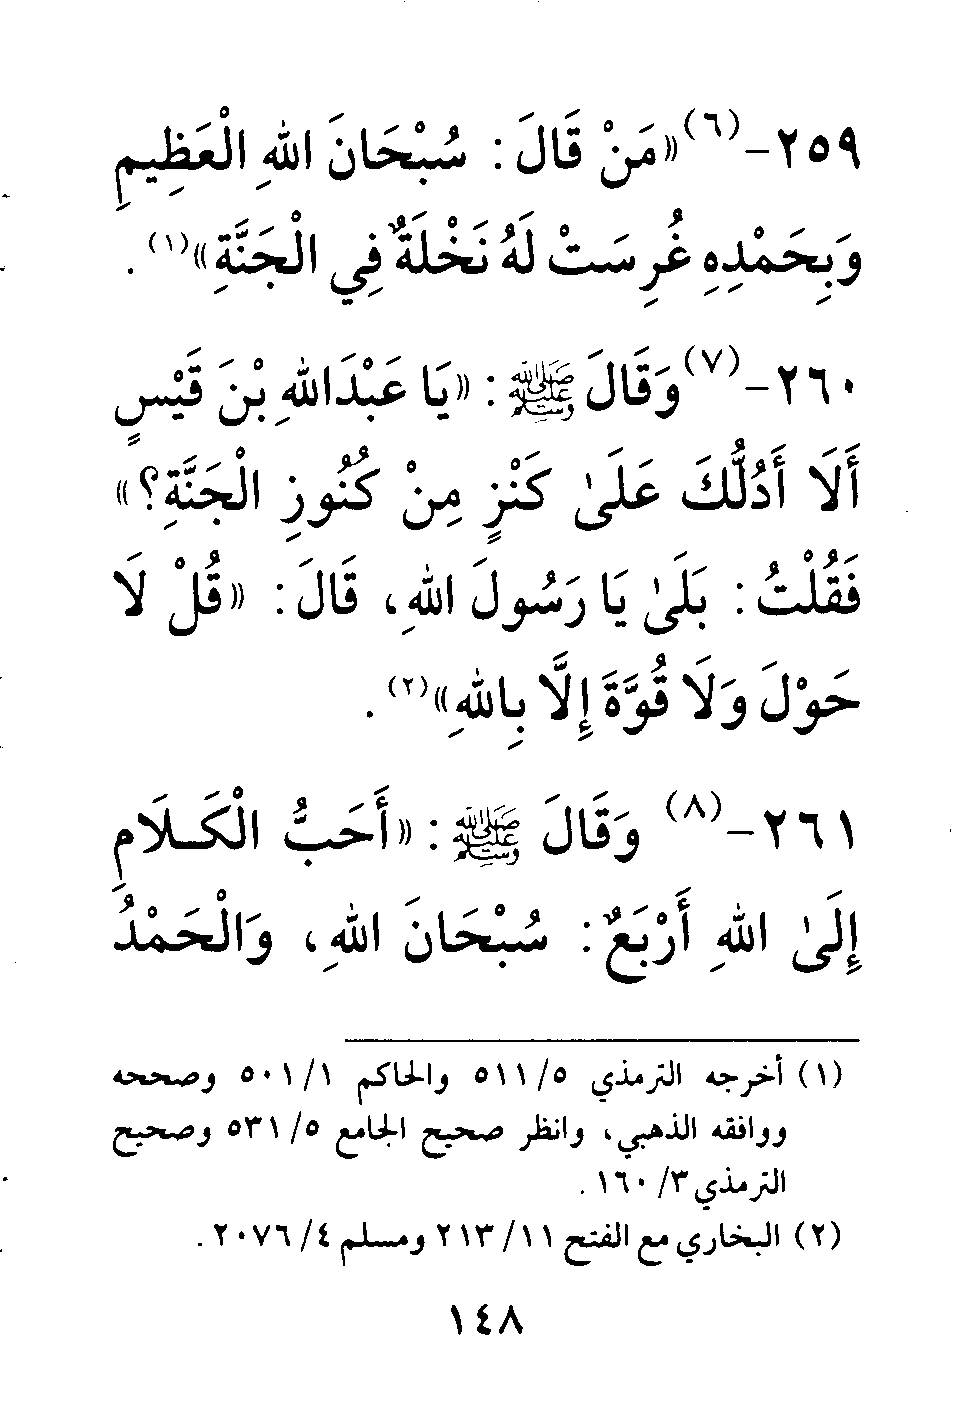 ٢٥٩-(٦)«مَنْ قَالَ: سُبْحَانَ اللهِ الْعَظِيمِ
وَبِحَمْدِهِ غُرِسَتْ لَهُ نَخْلَةٌ فِي الْجَنَّةِ»(١).
٢٦٠-(٧)وَقَالَ ﷺ: «يَا عَبْدَاللهِ بْنَ قَيْسٍ
أَلَا أَدُلُّكَ عَلَىٰ كَنْزٍ مِنْ كُنُوزِ الْجَنَّةِ؟»
فَقُلْتُ: بَلَىٰ يَا رَسُولَ اللهِ، قَالَ: «قُلْ لَا
حَوْلَ وَلَا قُوَّةَ إِلَّا بِاللهِ»(٢).
٢٦١-(٨) وَقَالَ ﷺ: «أَحَبُّ الْكَـلَامِ
إِلَىٰ اللهِ أَرْبَعٌ: سُبْحَانَ اللهِ، وَالْحَمْدُ
(١) أخرجه الترمذي ٥/ ٥١١ والحاكم ١/ ٥٠١ وصححه
ووافقه الذهبي، وانظر صحيح الجامع ٥/ ٥٣١ وصحيح
الترمذي ٣/ ١٦٠.
(٢) البخاري مع الفتح ١١/ ٢١٣ ومسلم ٤/ ٢٠٧٦.
١٤٨